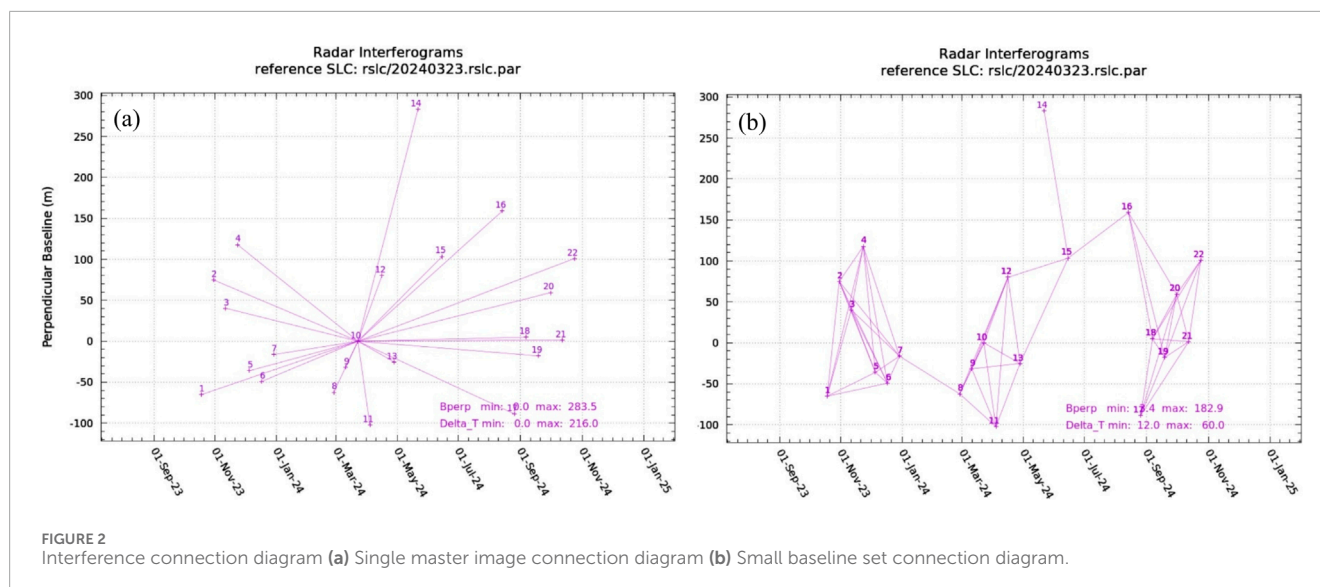 Radar Interferograms
reference SLC: rslc/20240323.rslc.par
(a)
Perpendicular Baseline (m)
300
250
200
150
100
50
0
-50
-100
14
16
4
15
22
12
2
20
3
10
18
21
7
19
13
9
5
6
8
1
11
17
Bperp min: 0.0 max: 283.5
Delta_T min: 0.0 max: 216.0
01-Sep-23
01-Nov-23
01-Jan-24
01-Mar-24
01-May-24
01-Jul-24
01-Sep-24
01-Nov-24
01-Jan-25
Radar Interferograms
reference SLC: rslc/20240323.rslc.par
(b)
300
250
200
150
100
50
0
-50
-100
14
16
4
15
22
12
2
20
3
10
18
21
7
19
13
9
5
6
8
1
11
Bperp min: 3.4 max: 182.9
Delta_T min: 12.0 max: 60.0
01-Sep-23
01-Nov-23
01-Jan-24
01-Mar-24
01-May-24
01-Jul-24
01-Sep-24
01-Nov-24
01-Jan-25
FIGURE 2
Interference connection diagram (a) Single master image connection diagram (b) Small baseline set connection diagram.